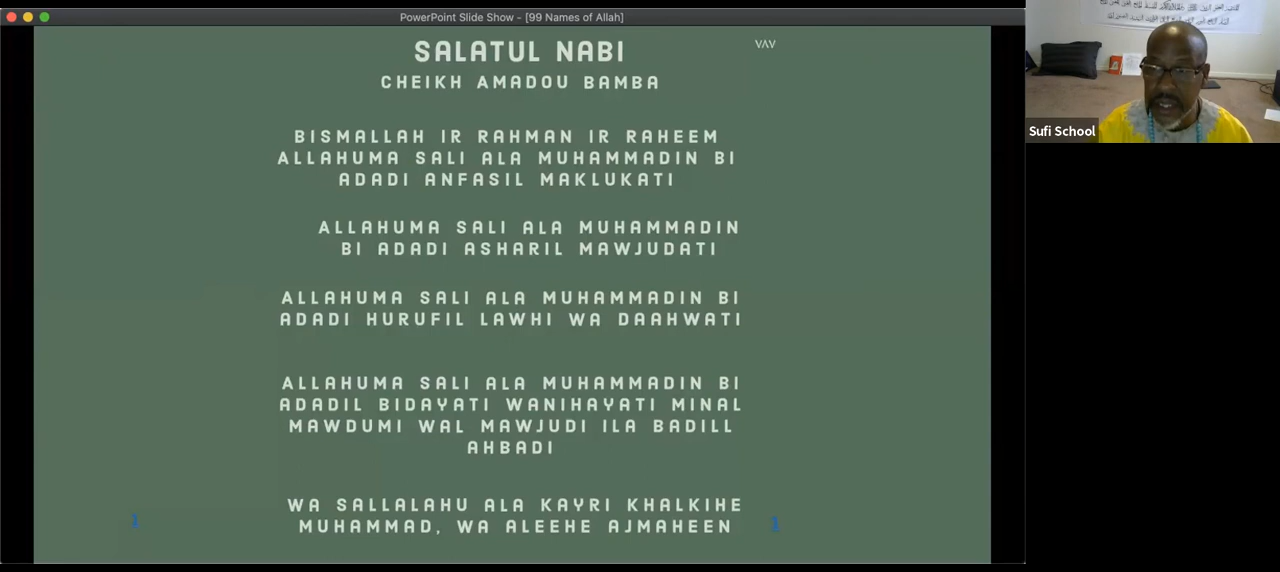 PowerPoint Slide Show - [99 Names of Allah]
SALATUL NABI
VAV
CHEIKH AMADOU BAMBA
BISMALLAH IR RAHMAN IR RAHEEM
ALLAHUMA SALI ALA MUHAMMADIN BI
ADADI ANFASIL MAKLUKATI
ALLAHUMA SALI ALA MUHAMMADIN
BI ADADI ASHARIL MAWJUDATI
ALLAHUMA SALI ALA MUHAMMADIN BI
ADADI HURUFIL LAWHI WA DAAHWATI
ALLAHUMA SALI ALA MUHAMMADIN BI
ADADIL BIDAYATI WANIHAYATI MINAL
MAWDUMI WAL MAWJUDI ILA BADILL
AHBADI
WA SALLALAHU ALA KAYRI KHALKIHE
MUHAMMAD, WA ALEEHE AJMAHEEN
1
1
Sufi School